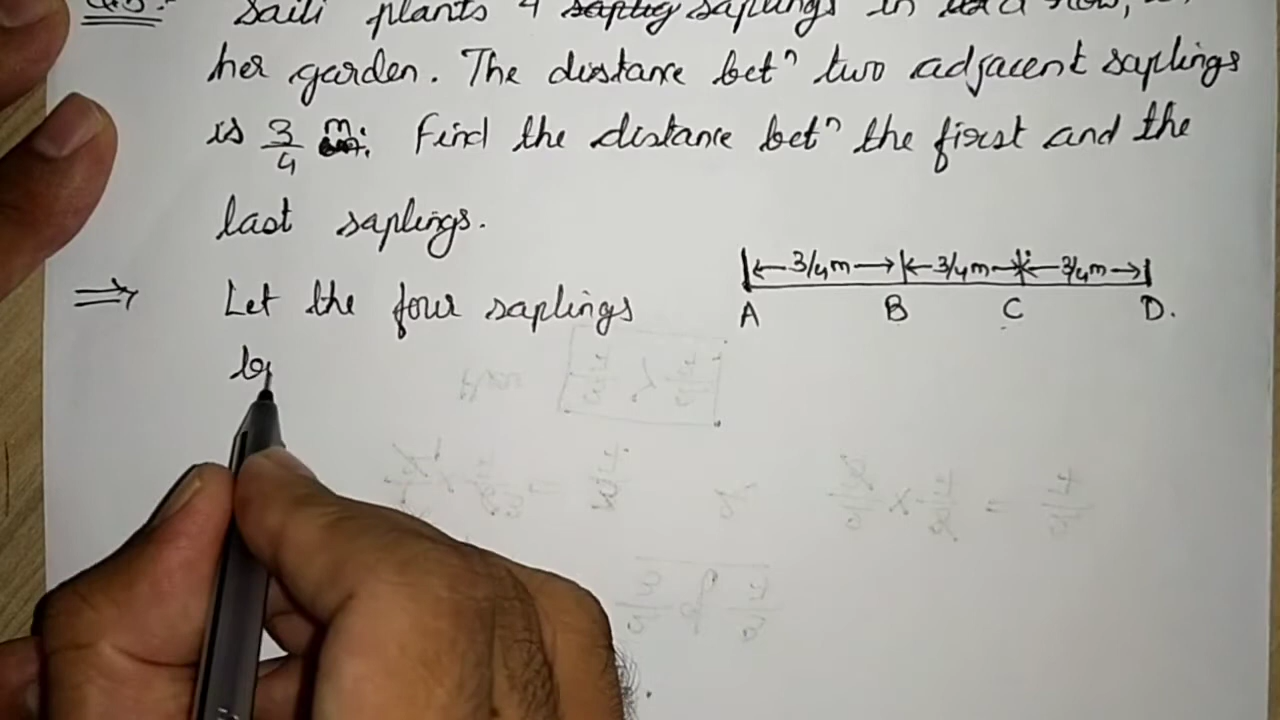 Saili plants 4 saplings in a row, in
her garden. The distance betⁿ two adjacent saplings
is 3/4 m. Find the distance betⁿ the first and the
last saplings.
⇒ Let the four saplings
3/4m 3/4m 3/4m
A B C D.
be